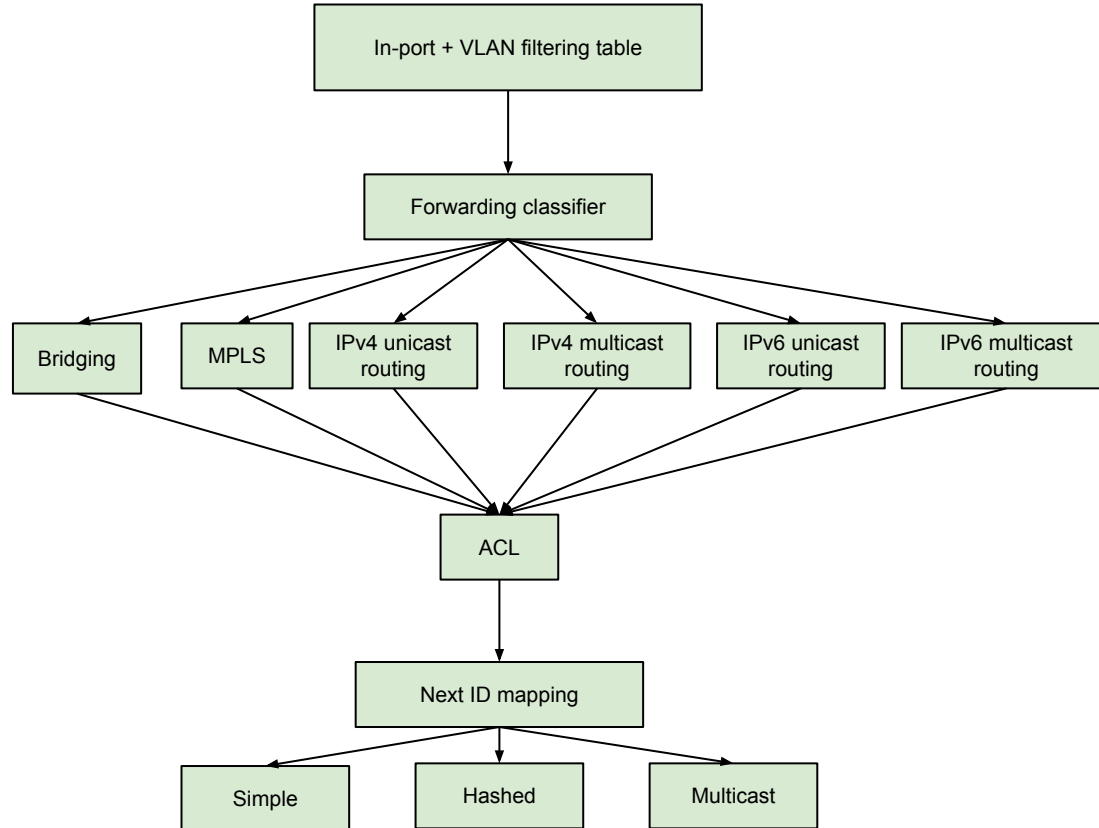 In-port + VLAN filtering table
Forwarding classifier
Bridging
MPLS
IPv4 unicast
routing
IPv4 multicast
routing
IPv6 unicast
routing
IPv6 multicast
routing
ACL
Next ID mapping
Simple
Hashed
Multicast